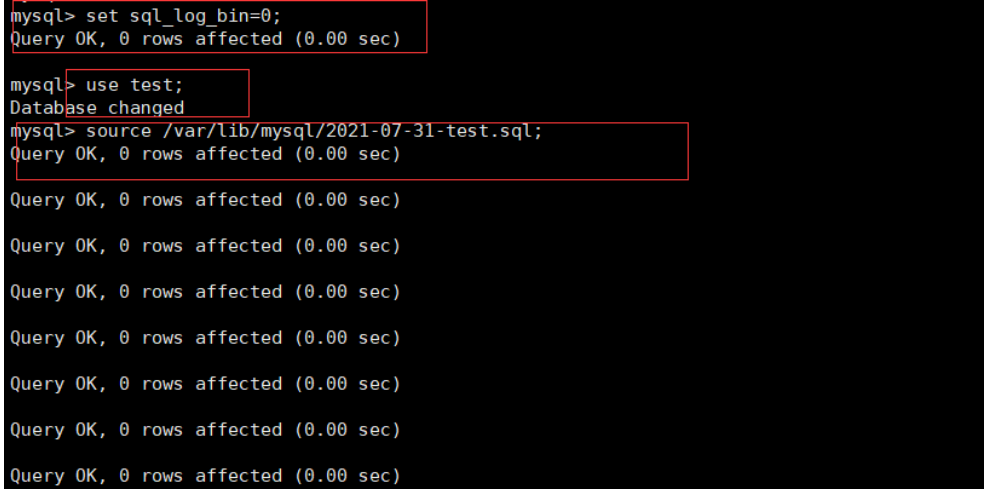 mysql> set sql_log_bin=0;
Query OK, 0 rows affected (0.00 sec)
mysql> use test;
Database changed
mysql> source /var/lib/mysql/2021-07-31-test.sql;
Query OK, 0 rows affected (0.00 sec)
Query OK, 0 rows affected (0.00 sec)
Query OK, 0 rows affected (0.00 sec)
Query OK, 0 rows affected (0.00 sec)
Query OK, 0 rows affected (0.00 sec)
Query OK, 0 rows affected (0.00 sec)
Query OK, 0 rows affected (0.00 sec)
Query OK, 0 rows affected (0.00 sec)